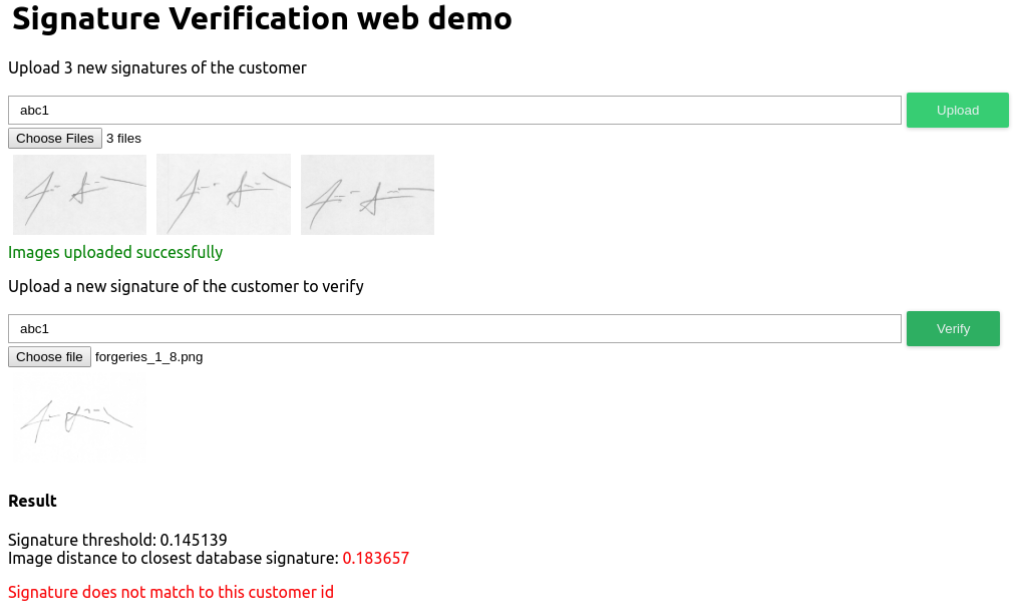 Signature Verification web demo
Upload 3 new signatures of the customer
abc1
Upload
Choose Files 3 files
Images uploaded successfully
Upload a new signature of the customer to verify
abc1
Verify
Choose file forgeries_1_8.png
Result
Signature threshold: 0.145139
Image distance to closest database signature: 0.183657
Signature does not match to this customer id